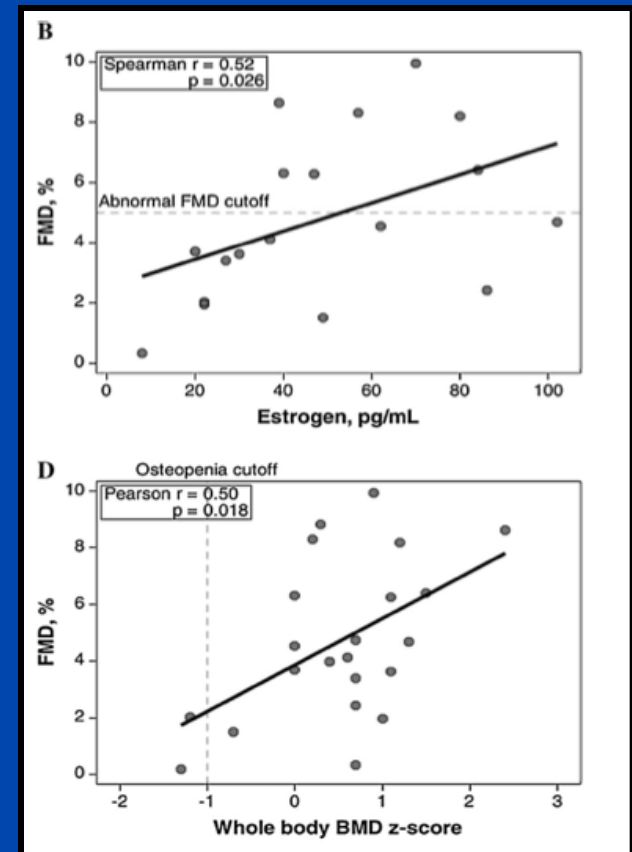 B
Spearman r = 0.52
p = 0.026
10
8
6
4
2
0
Abnormal FMD cutoff
FMD, %
0 20 40 60 80 100
Estrogen, pg/mL
D
Osteopenia cutoff
Pearson r = 0.50
p = 0.018
10
8
6
4
2
0
FMD, %
-2 -1 0 1 2 3
Whole body BMD z-score